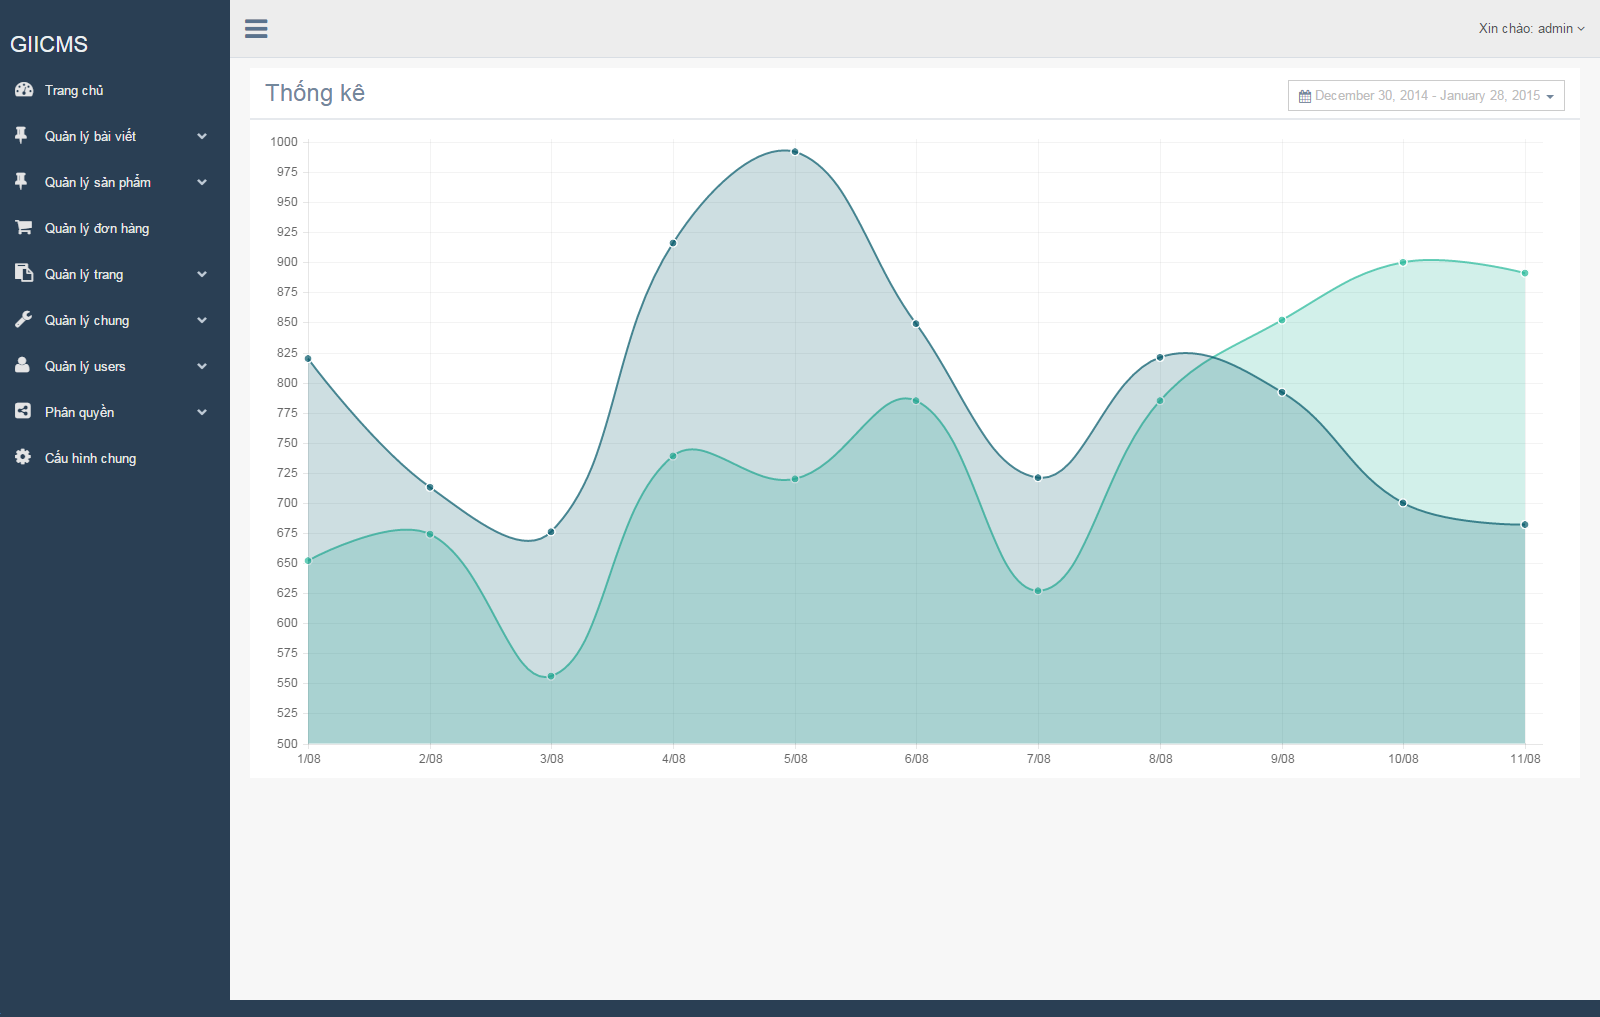 GIICMS
Xin chào: admin
Trang chủ
Quản lý bài viết
Quản lý sản phẩm
Quản lý đơn hàng
Quản lý trang
Quản lý chung
Quản lý users
Phân quyền
Cấu hình chung
Thống kê
December 30, 2014 - January 28, 2015
1000
975
950
925
900
875
850
825
800
775
750
725
700
675
650
625
600
575
550
525
500
1/08 2/08 3/08 4/08 5/08 6/08 7/08 8/08 9/08 10/08 11/08